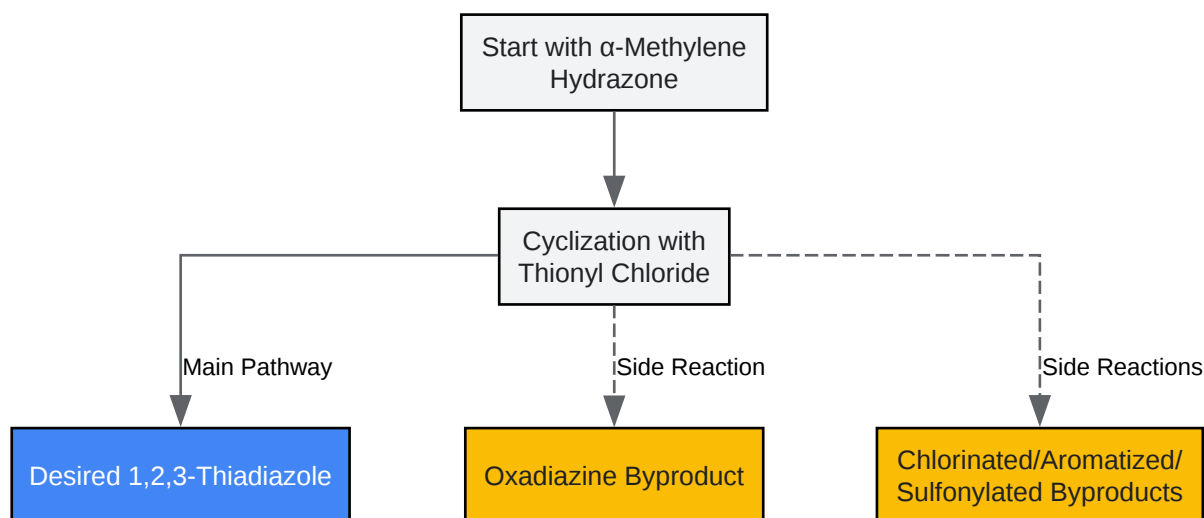 Start with α-Methylene
Hydrazone
Cyclization with
Thionyl Chloride
Main Pathway
Side Reaction
Side Reactions
Desired 1,2,3-Thiadiazole
Oxadiazine Byproduct
Chlorinated/Aromatized/
Sulfonylated Byproducts